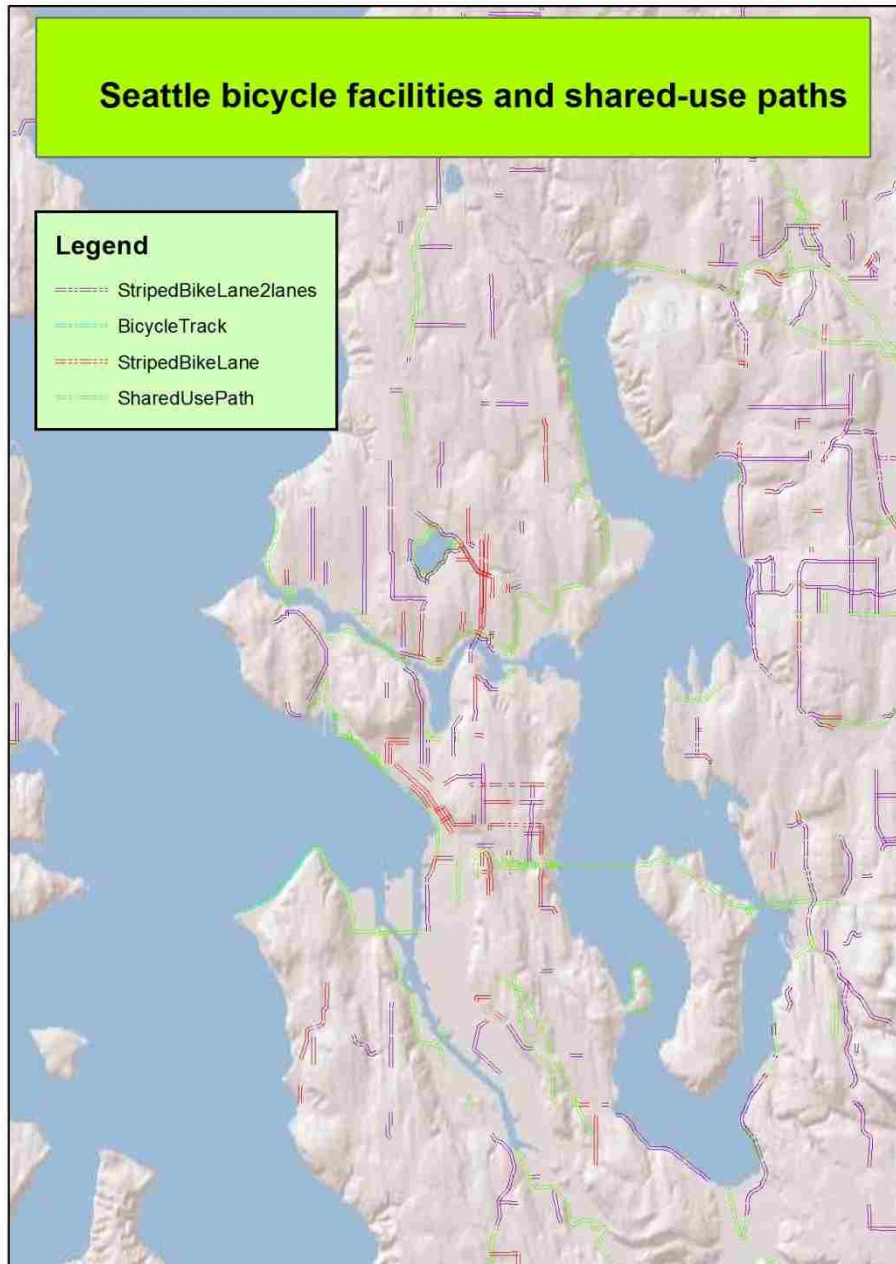 Seattle bicycle facilities and shared-use paths
Legend
StripedBikeLane2lanes
BicycleTrack
StripedBikeLane
SharedUsePath